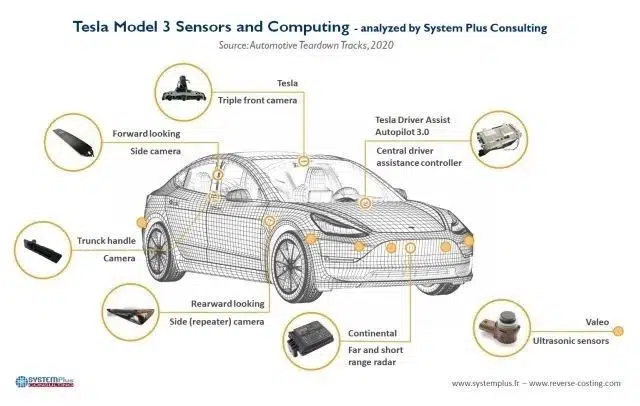 Tesla Model 3 Sensors and Computing - analyzed by System Plus Consulting
Source: Automotive Teardown Tracks, 2020
Tesla
Triple front camera
Forward looking
Side camera
Tesla Driver Assist
Autopilot 3.0
Central driver
assistance controller
Trunck handle
Camera
Rearward looking
Side (repeater) camera
Continental
Far and short
range radar
Valeo
Ultrasonic sensors
SYSTEMPlus
CONSULTING
www.systemplus.fr – www.reverse-costing.com